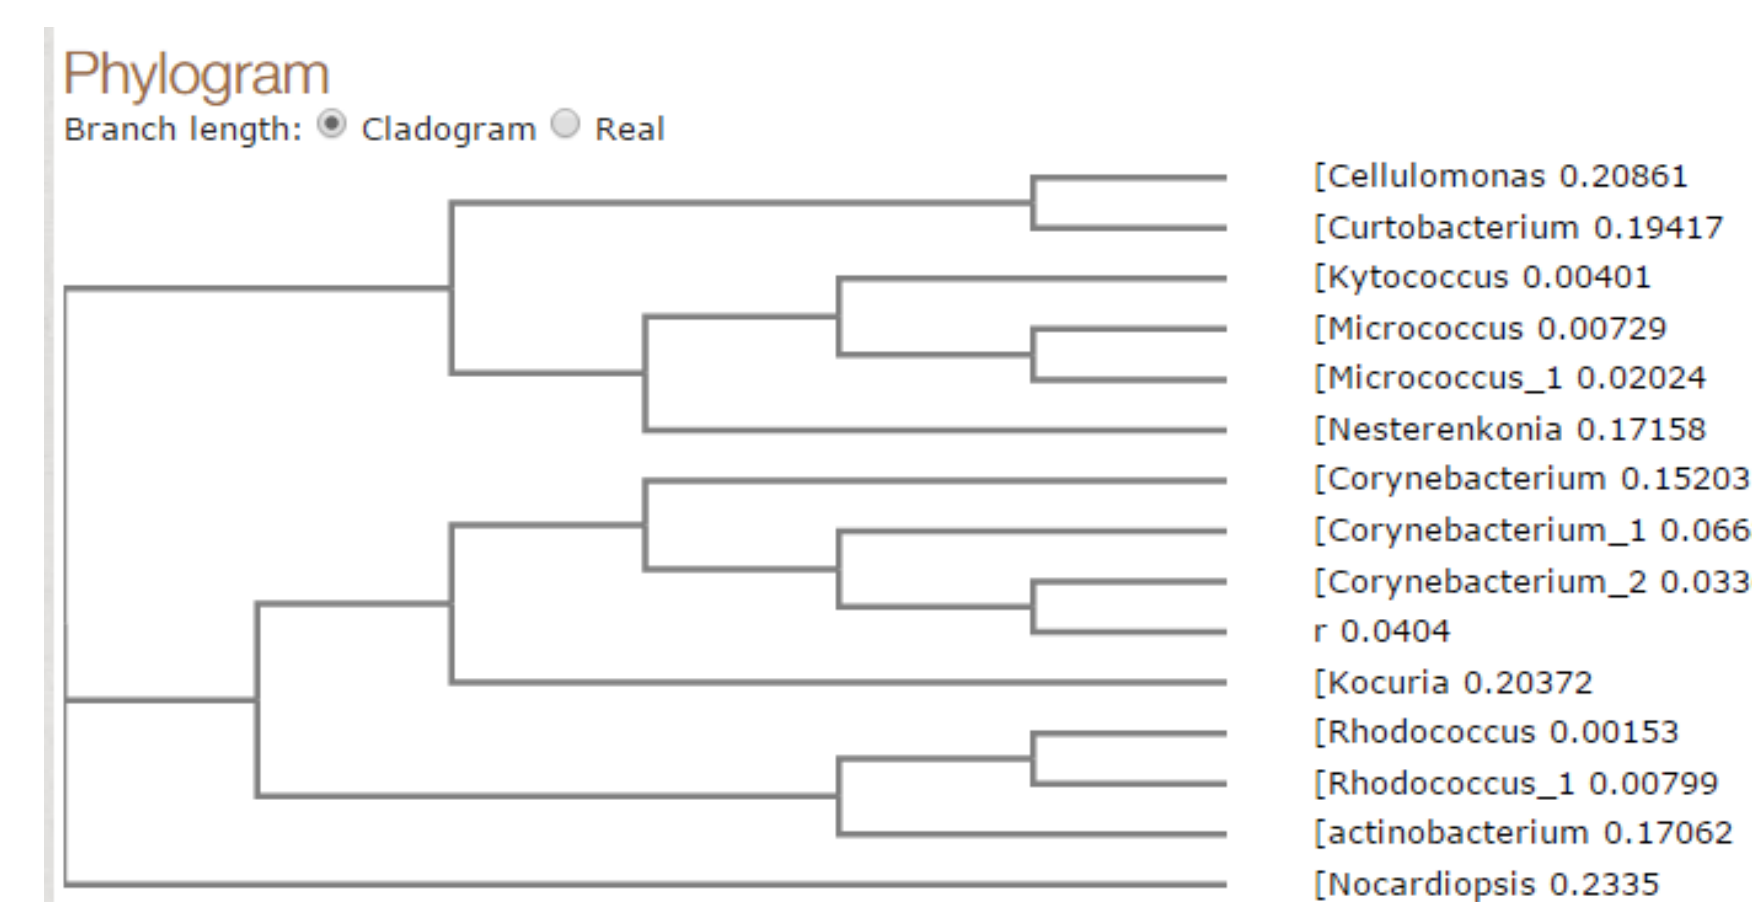 Phylogram
Branch length: Cladogram Real
[Cellulomonas 0.20861
[Curtobacterium 0.19417
[Kytococcus 0.00401
[Micrococcus 0.00729
[Micrococcus_1 0.02024
[Nesterenkonia 0.17158
[Corynebacterium 0.15203
[Corynebacterium_1 0.066
[Corynebacterium_2 0.033
r 0.0404
[Kocuria 0.20372
[Rhodococcus 0.00153
[Rhodococcus_1 0.00799
[actinobacterium 0.17062
[Nocardiopsis 0.2335